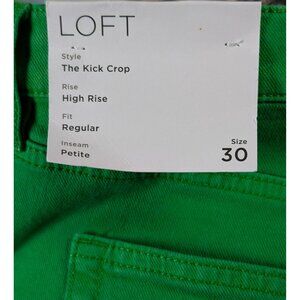 LOFT
Style
The Kick Crop
Rise
High Rise
Fit
Regular
Inseam
Petite
Size
30